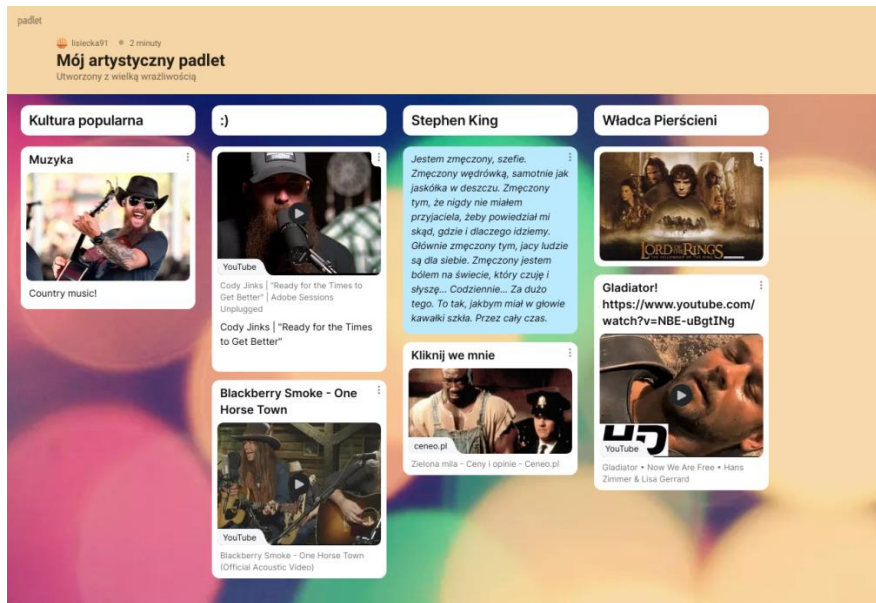 padlet
lisiecka91 • 2 minuty
Mój artystyczny padlet
Utworzony z wielką wrażliwością
Kultura popularna
Muzyka
Country music!
:)
YouTube
Cody Jinks | "Ready for the Times to
Get Better" | Adobe Sessions
Unplugged
Cody Jinks | "Ready for the Times
to Get Better"
Blackberry Smoke - One
Horse Town
YouTube
Blackberry Smoke - One Horse Town
(Official Acoustic Video)
Stephen King
Jestem zmęczony, szefie.
Zmęczony wędrówką, samotnie jak
jaskółka w deszczu. Zmęczony
tym, że nigdy nie miałem
przyjaciela, żeby powiedział mi
skąd, gdzie i dlaczego idziemy.
Głównie zmęczony tym, jacy ludzie
są dla siebie. Zmęczony jestem
bólem na świecie, który czuję i
słyszę... Codziennie... Za dużo
tego. To tak, jakbym miał w głowie
kawałki szkła. Przez cały czas.
Kliknij we mnie
ceneo.pl
Zielona mila - Ceny i opinie - Ceneo.pl
Władca Pierścieni
LORD OF THE RINGS
Gladiator!
https://www.youtube.com/
watch?v=NBE-uBgtINg
HD
YouTube
Gladiator • Now We Are Free • Hans
Zimmer & Lisa Gerrard